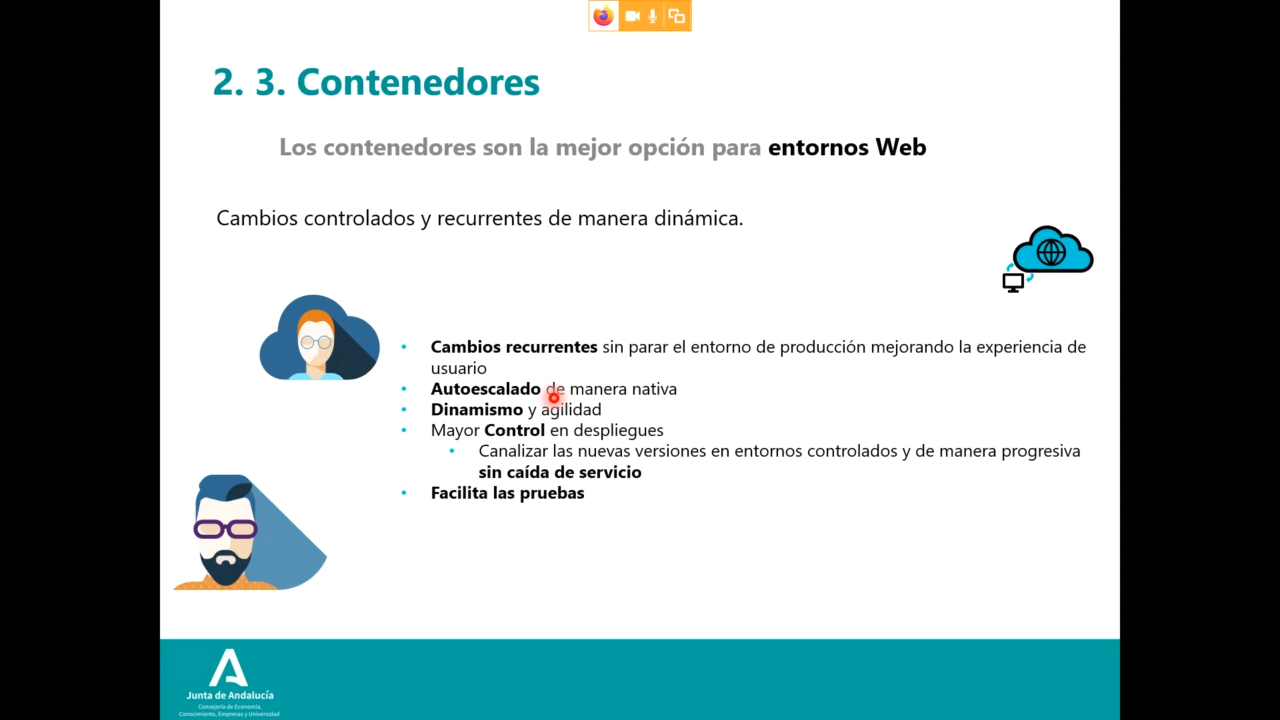 2. 3. Contenedores
Los contenedores son la mejor opción para entornos Web
Cambios controlados y recurrentes de manera dinámica.
• Cambios recurrentes sin parar el entorno de producción mejorando la experiencia de
usuario
• Autoescalado de manera nativa
• Dinamismo y agilidad
• Mayor Control en despliegues
• Canalizar las nuevas versiones en entornos controlados y de manera progresiva
sin caída de servicio
• Facilita las pruebas
Junta de Andalucía
Consejería de Economía,
Conocimiento, Empresas y Universidad